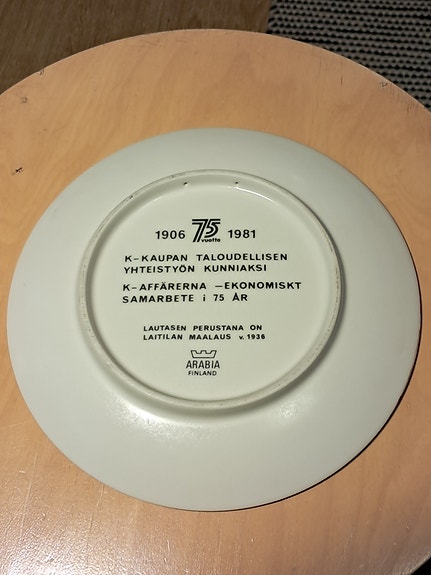 1906 75 vuotta 1981
K-KAUPAN TALOUDELLISEN
YHTEISTYÖN KUNNIAKSI
K-AFFÄRERNA -EKONOMISKT
SAMARBETE i 75 ÅR
LAUTASEN PERUSTANA ON
LAITILAN MAALAUS v. 1936
ARABIA
FINLAND